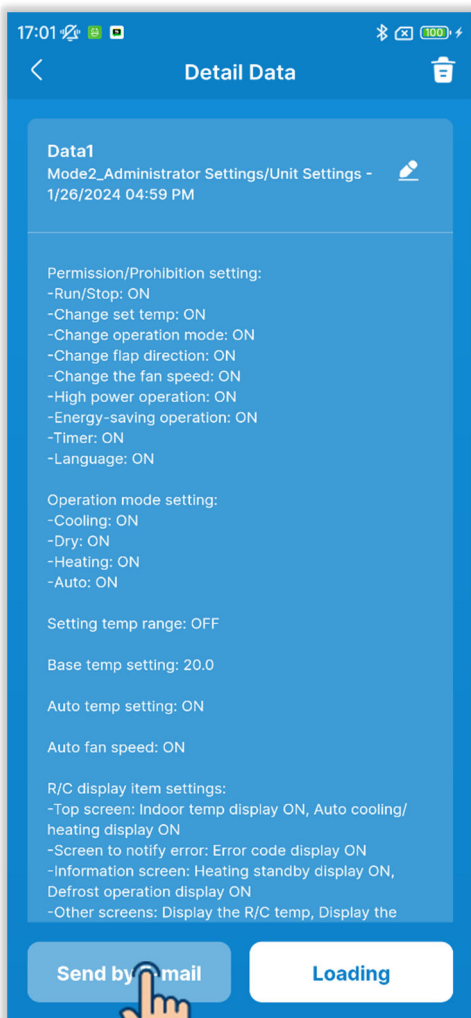 17:01
100
Detail Data
Data1
Mode2_Administrator Settings/Unit Settings -
1/26/2024 04:59 PM
Permission/Prohibition setting:
-Run/Stop: ON
-Change set temp: ON
-Change operation mode: ON
-Change flap direction: ON
-Change the fan speed: ON
-High power operation: ON
-Energy-saving operation: ON
-Timer: ON
-Language: ON
Operation mode setting:
-Cooling: ON
-Dry: ON
-Heating: ON
-Auto: ON
Setting temp range: OFF
Base temp setting: 20.0
Auto temp setting: ON
Auto fan speed: ON
R/C display item settings:
-Top screen: Indoor temp display ON, Auto cooling/
heating display ON
-Screen to notify error: Error code display ON
-Information screen: Heating standby display ON,
Defrost operation display ON
-Other screens: Display the R/C temp, Display the
Send by E-mail
Loading